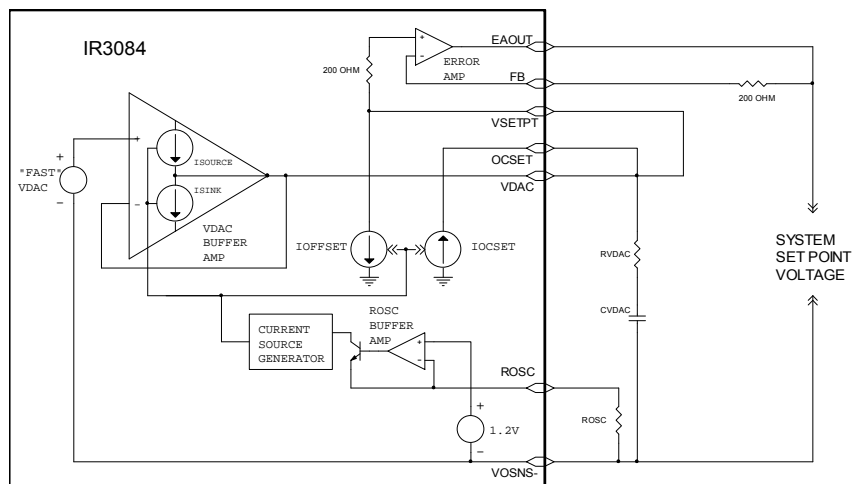 IR3084
EAOUT
200 OHM
ERROR
AMP
FB
200 OHM
VSETPT
OCSET
VDAC
+
-
ISOURCE
ISINK
"FAST"
VDAC
VDAC
BUFFER
AMP
IOFFSET
IOCSET
RVDAC
CVDAC
SYSTEM
SET POINT
VOLTAGE
CURRENT
SOURCE
GENERATOR
ROSC
BUFFER
AMP
ROSC
ROSC
1.2V
VOSNS-